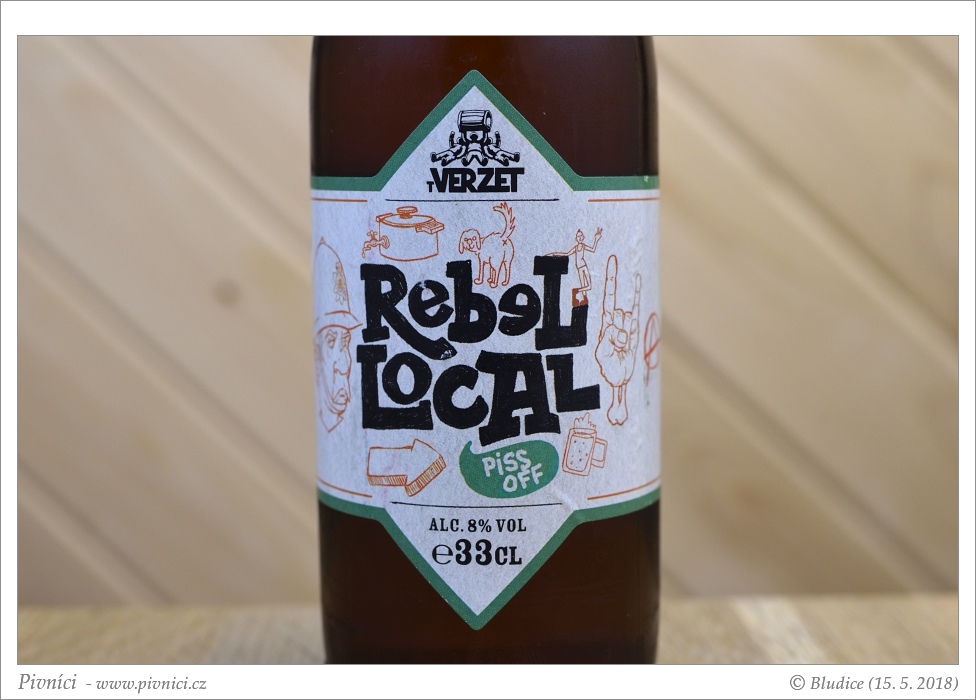 'T VERZET
Rebel
Local
PISS
OFF
ALC. 8% VOL
℮33CL
Pivníci - www.pivnici.cz
© Bludice (15. 5. 2018)